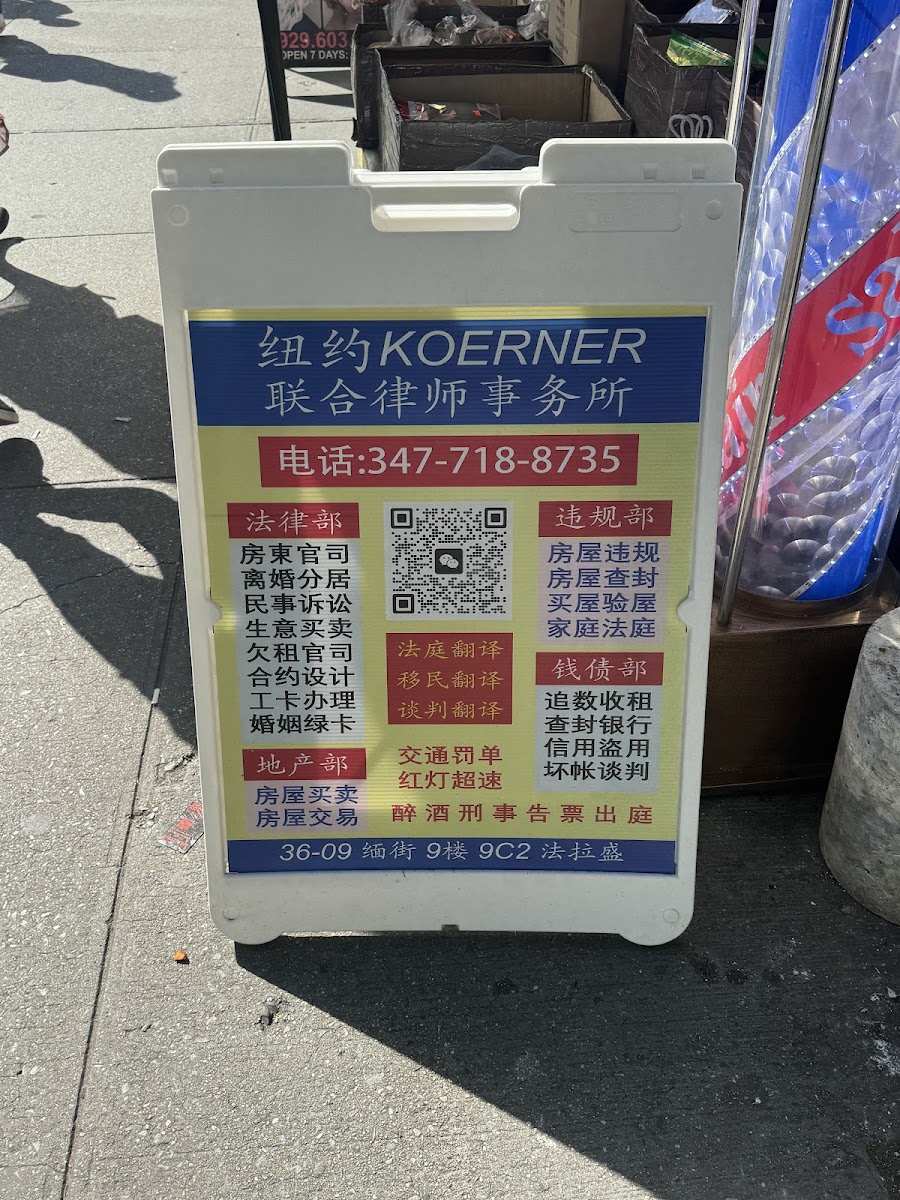 929.603
OPEN 7 DAYS:
纽约KOERNER
联合律师事务所
电话:347-718-8735
法律部
房東官司
离婚分居
民事诉讼
生意买卖
欠租官司
合约设计
工卡办理
婚姻绿卡
地产部
房屋买卖
房屋交易
法庭翻译
移民翻译
谈判翻译
交通罚单
红灯超速
醉酒刑事告票出庭
违规部
房屋违规
房屋查封
买屋验屋
家庭法庭
钱债部
追数收租
查封银行
信用盗用
坏帐谈判
36-09 缅街 9楼 9C2 法拉盛